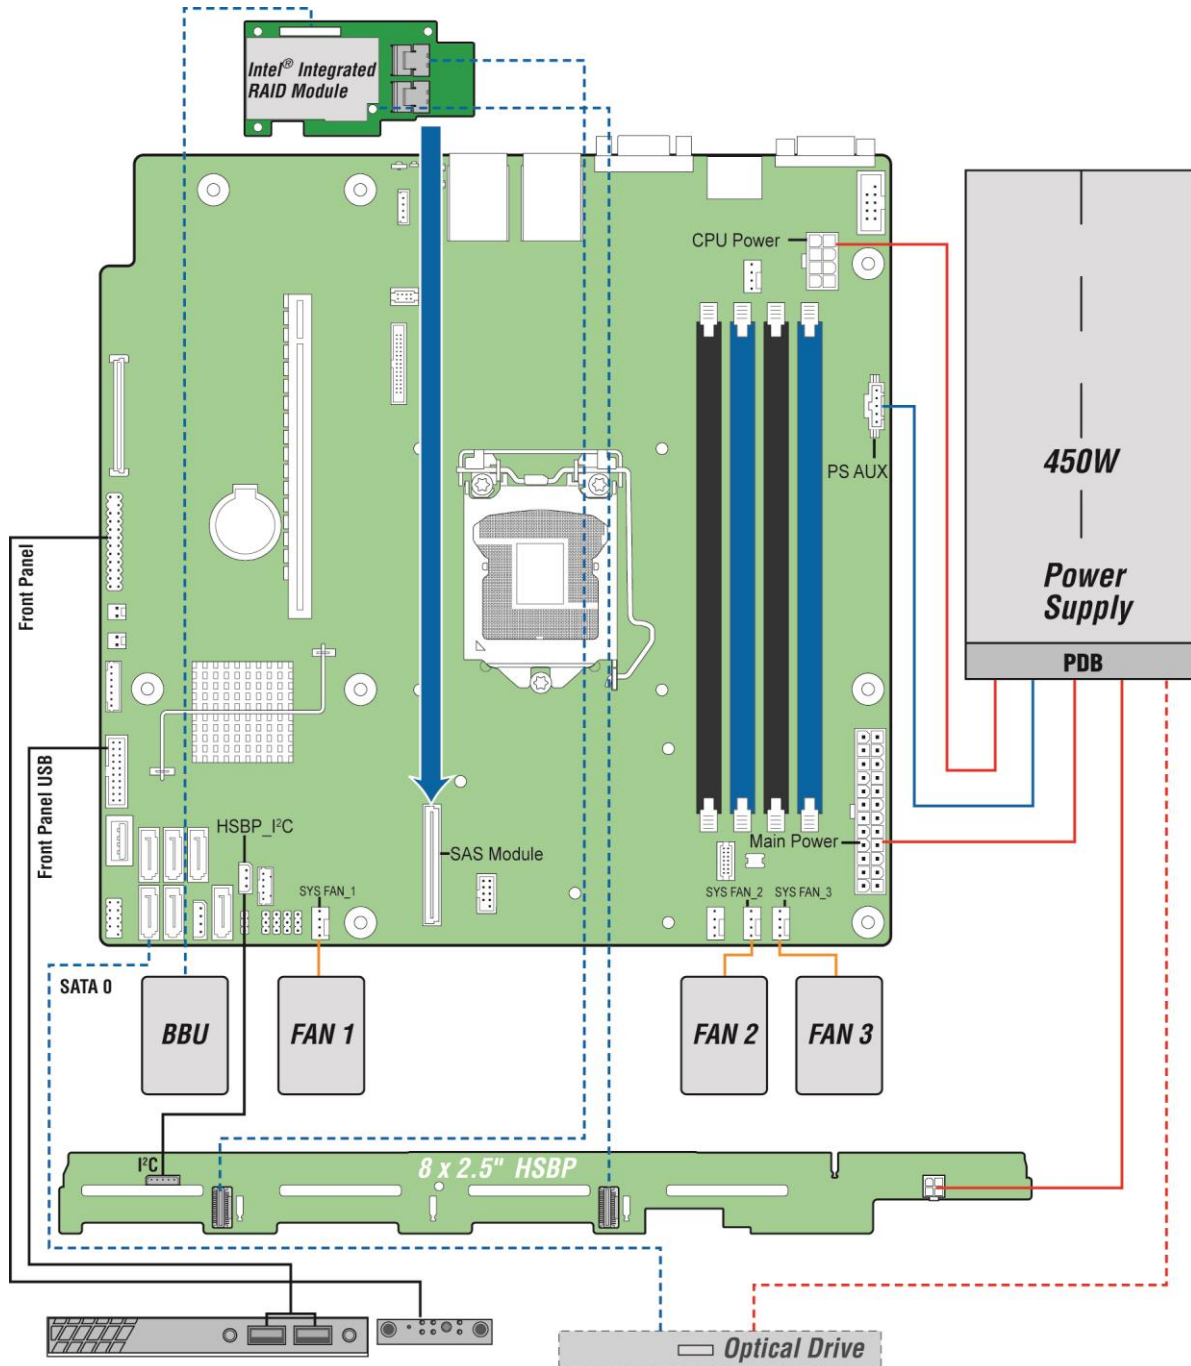 Intel® Integrated
RAID Module
CPU Power
PS AUX
450W
Power
Supply
PDB
Front Panel
Front Panel USB
HSBP_I²C
SAS Module
Main Power
SYS FAN_1
SYS FAN_2
SYS FAN_3
SATA 0
BBU
FAN 1
FAN 2
FAN 3
I²C
8 x 2.5" HSBP
Optical Drive